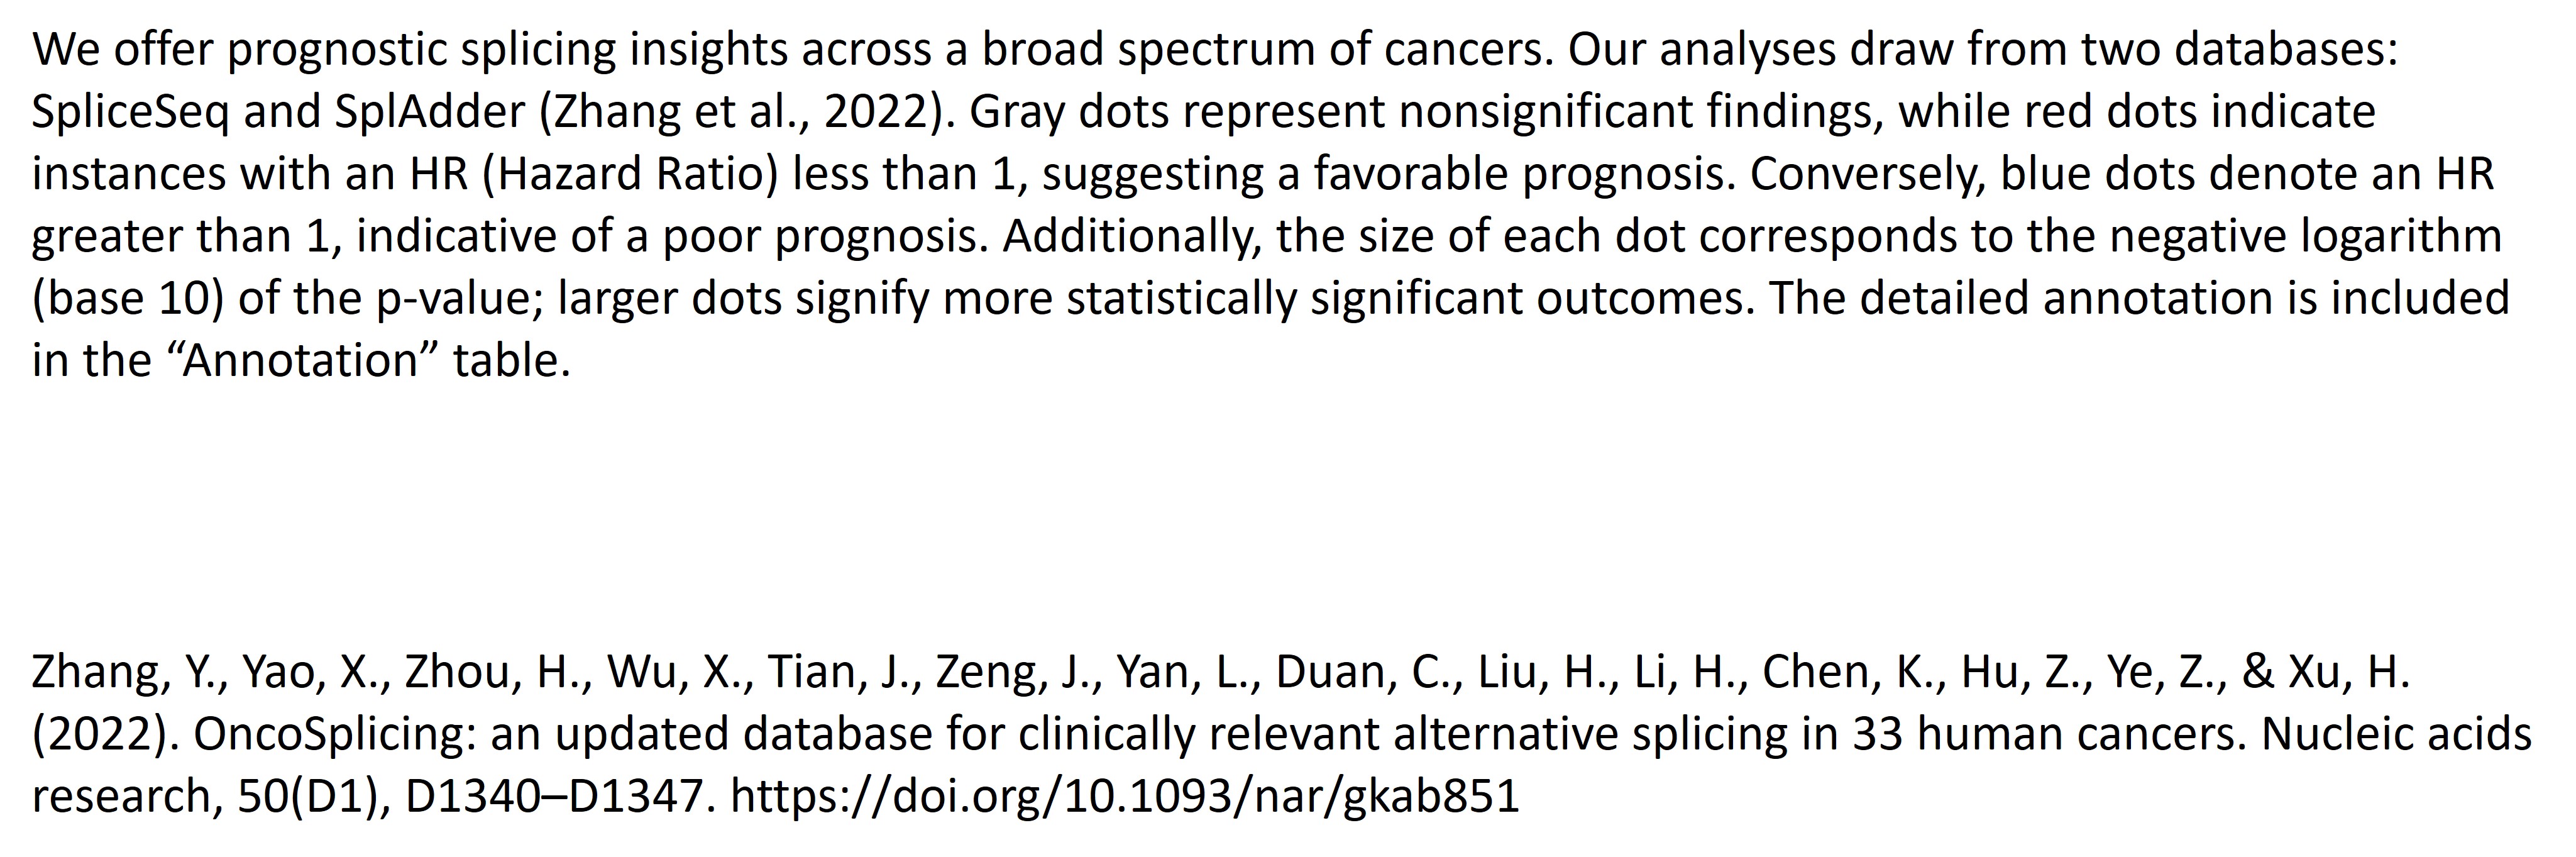 We offer prognostic splicing insights across a broad spectrum of cancers. Our analyses draw from two databases:
SpliceSeq and SplAdder (Zhang et al., 2022). Gray dots represent nonsignificant findings, while red dots indicate
instances with an HR (Hazard Ratio) less than 1, suggesting a favorable prognosis. Conversely, blue dots denote an HR
greater than 1, indicative of a poor prognosis. Additionally, the size of each dot corresponds to the negative logarithm
(base 10) of the p-value; larger dots signify more statistically significant outcomes. The detailed annotation is included
in the “Annotation” table.
Zhang, Y., Yao, X., Zhou, H., Wu, X., Tian, J., Zeng, J., Yan, L., Duan, C., Liu, H., Li, H., Chen, K., Hu, Z., Ye, Z., & Xu, H.
(2022). OncoSplicing: an updated database for clinically relevant alternative splicing in 33 human cancers. Nucleic acids
research, 50(D1), D1340–D1347. https://doi.org/10.1093/nar/gkab851